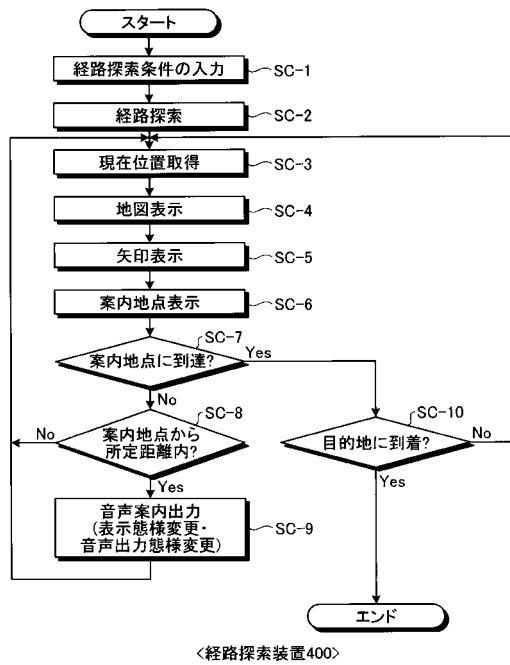 スタート
経路探索条件の入力
SC-1
経路探索
SC-2
現在位置取得
SC-3
地図表示
SC-4
矢印表示
SC-5
案内地点表示
SC-6
SC-7
案内地点に到達?
Yes
No
SC-8
案内地点から
所定距離内?
No
Yes
SC-10
目的地に到着?
No
Yes
音声案内出力
(表示態様変更・
音声出力態様変更)
SC-9
エンド
<経路探索装置400>